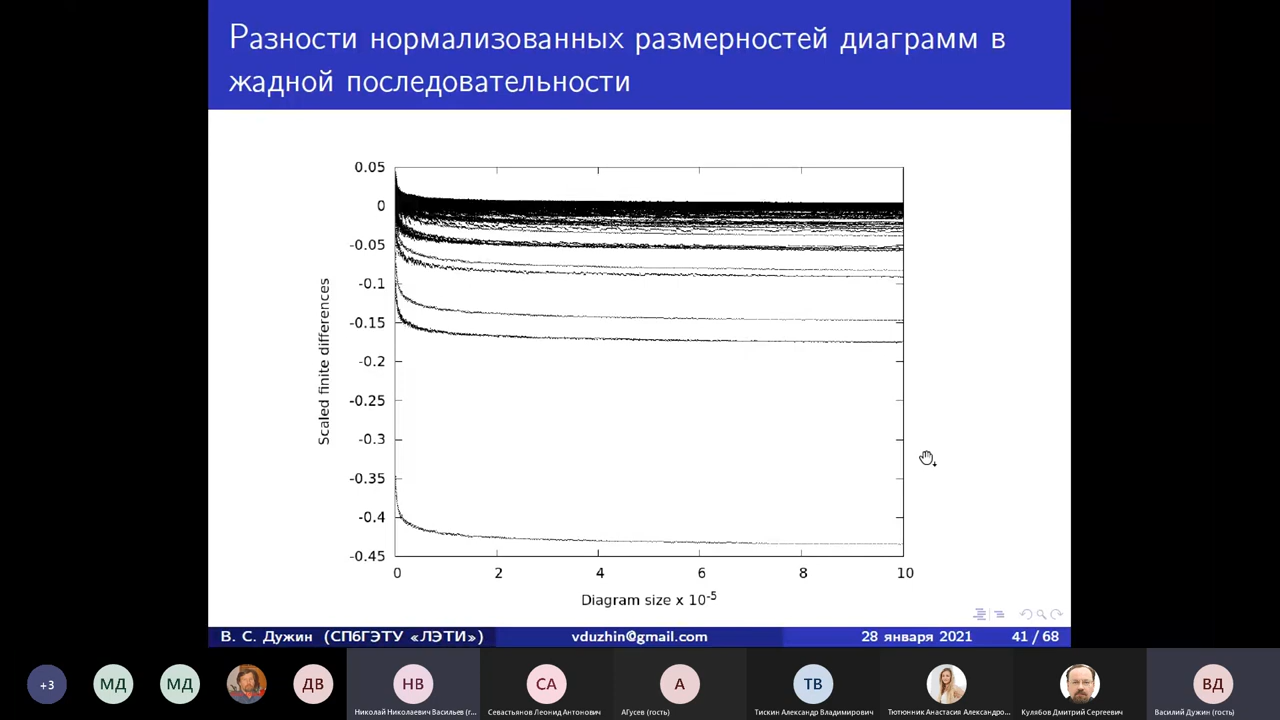 Разности нормализованных размерностей диаграмм в
жадной последовательности
0.05
0
-0.05
-0.1
-0.15
-0.2
-0.25
-0.3
-0.35
-0.4
-0.45
Scaled finite differences
0 2 4 6 8 10
Diagram size x 10-5
В. С. Дужин (СПбГЭТУ «ЛЭТИ») vduzhin@gmail.com 28 января 2021 41 / 68
+3 МД МД ДВ НВ СА А ТВ ВД
Николай Николаевич Васильев (г... Севастьянов Леонид Антонович АГусев (гость) Тискин Александр Владимирович Тютюнник Анастасия Александро... Кулябов Дмитрий Сергеевич Василий Дужин (гость)